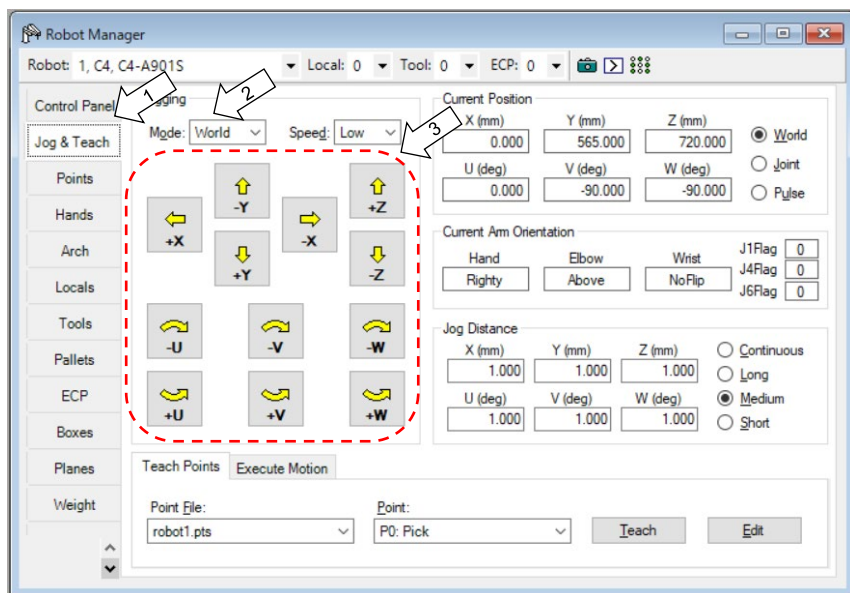 Robot Manager
Robot: 1, C4, C4-A901S Local: 0 Tool: 0 ECP: 0
Control Panel
Jog & Teach
Points
Hands
Arch
Locals
Tools
Pallets
ECP
Boxes
Planes
Weight
1
2
3
Mode: World Speed: Low
-Y
+Z
+X
-X
+Y
-Z
-U -V -W
+U +V +W
Current Position
X (mm) Y (mm) Z (mm)
0.000 565.000 720.000
U (deg) V (deg) W (deg)
0.000 -90.000 -90.000
World
Joint
Pulse
Current Arm Orientation
Hand Elbow Wrist
Righty Above NoFlip
J1Flag 0
J4Flag 0
J6Flag 0
Jog Distance
X (mm) Y (mm) Z (mm)
1.000 1.000 1.000
U (deg) V (deg) W (deg)
1.000 1.000 1.000
Continuous
Long
Medium
Short
Teach Points Execute Motion
Point File: Point:
robot1.pts P0: Pick Teach Edit